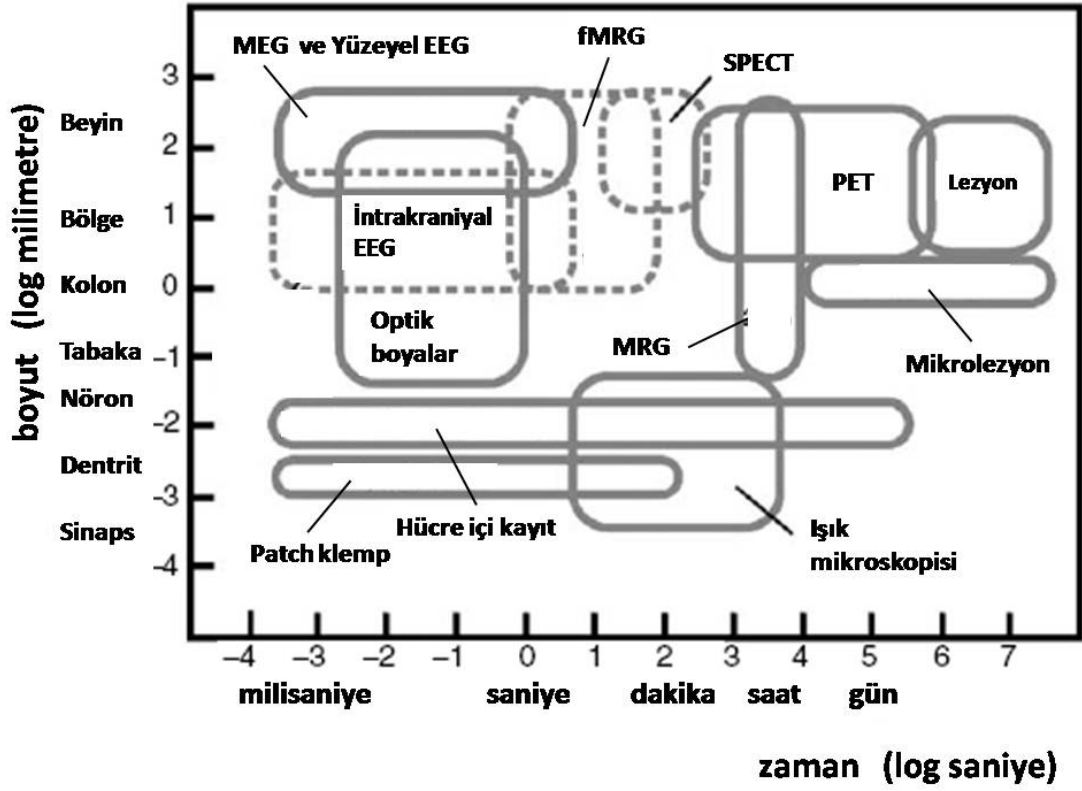 fMRG
MEG ve Yüzeyel EEG
SPECT
3
Beyin
2
PET
Lezyon
Bölge
1
İntrakraniyal
EEG
Kolon
0
Optik
boyalar
MRG
Tabaka
−1
Mikrolezyon
Nöron
−2
Dentrit
−3
Sinaps
Hücre içi kayıt
Işık
mikroskopisi
Patch klemp
−4
boyut (log milimetre)
−4 −3 −2 −1 0 1 2 3 4 5 6 7
milisaniye saniye dakika saat gün
zaman (log saniye)